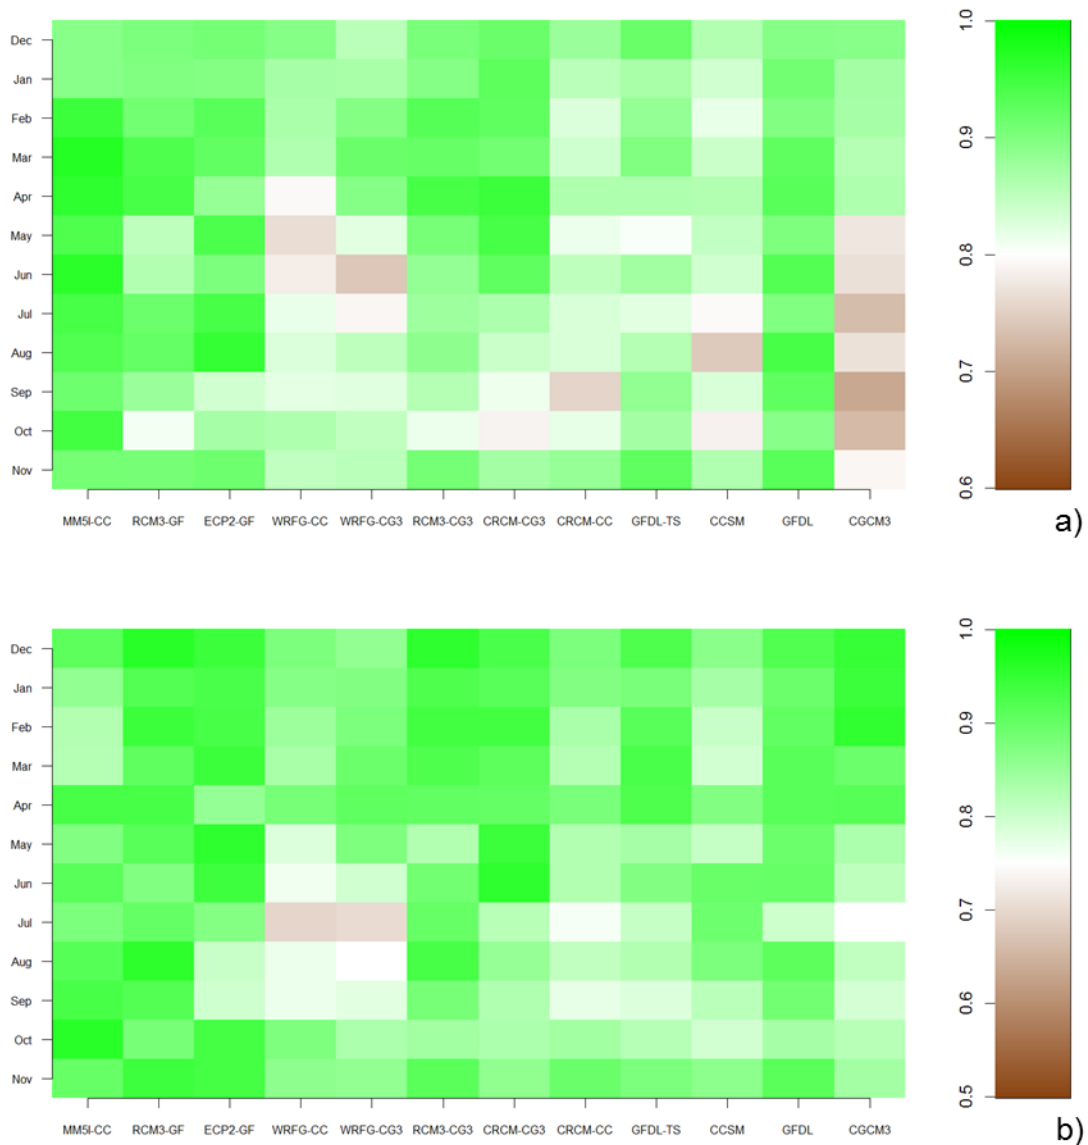 Dec
Jan
Feb
Mar
Apr
May
Jun
Jul
Aug
Sep
Oct
Nov
MM5I-CC RCM3-GF ECP2-GF WRFG-CC WRFG-CG3 RCM3-CG3 CRCM-CG3 CRCM-CC GFDL-TS CCSM GFDL CGCM3
1.0
0.9
0.8
0.7
0.6
a)
Dec
Jan
Feb
Mar
Apr
May
Jun
Jul
Aug
Sep
Oct
Nov
MM5I-CC RCM3-GF ECP2-GF WRFG-CC WRFG-CG3 RCM3-CG3 CRCM-CG3 CRCM-CC GFDL-TS CCSM GFDL CGCM3
1.0
0.9
0.8
0.7
0.6
0.5
b)